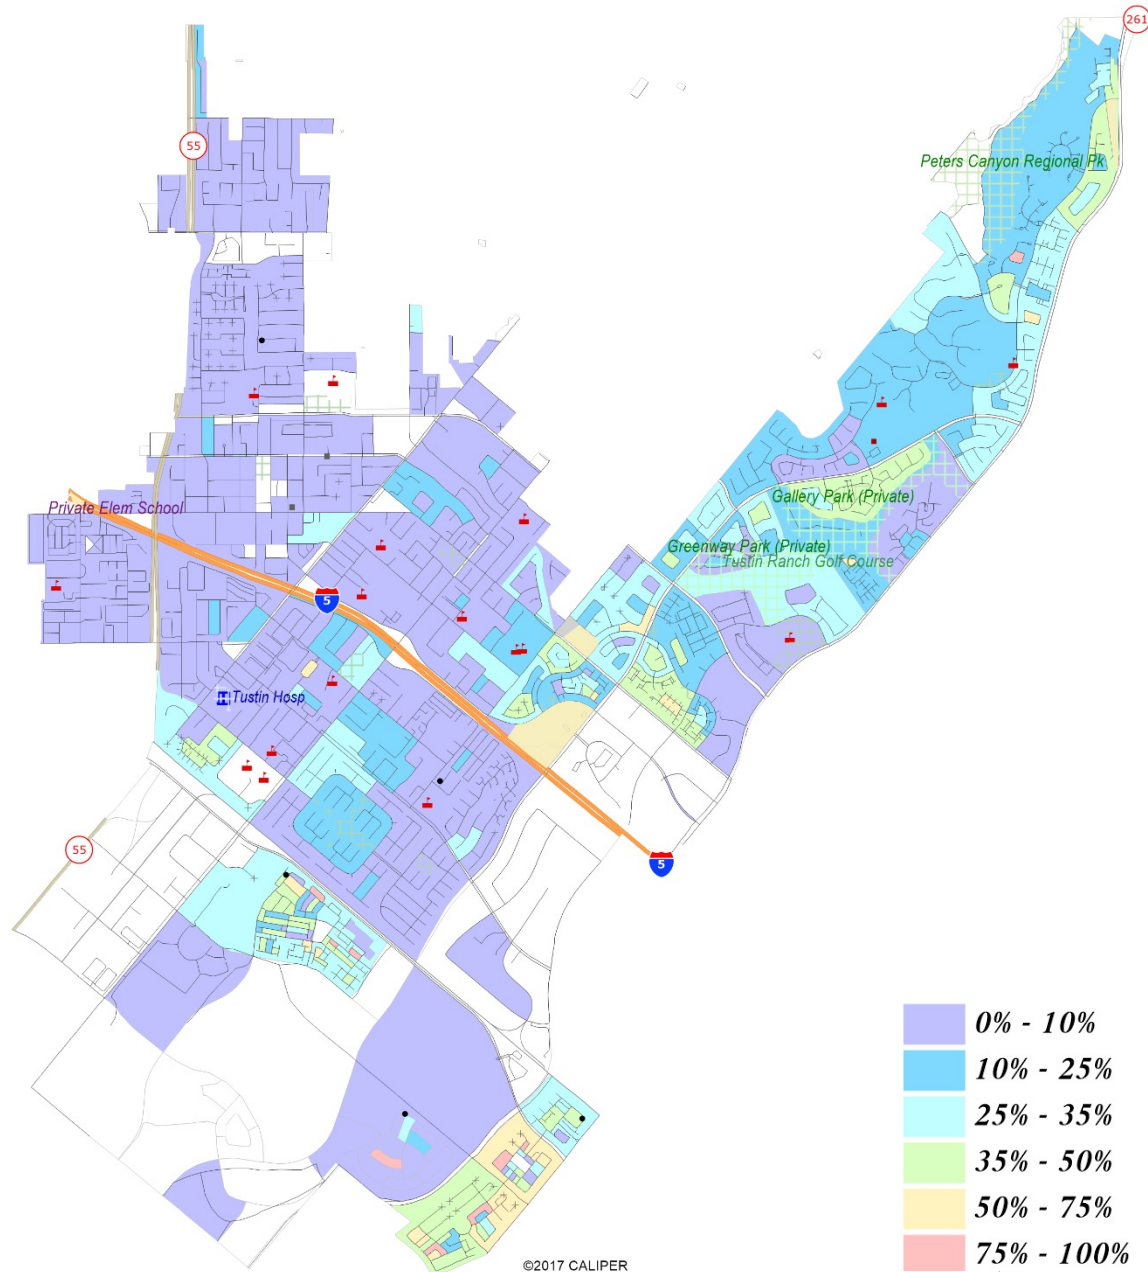 261
55
Peters Canyon Regional Pk
Private Elem School
Gallery Park (Private)
Greenway Park (Private)
Tustin Ranch Golf Course
5
H Tustin Hosp
55
5
0% - 10%
10% - 25%
25% - 35%
35% - 50%
50% - 75%
75% - 100%
©2017 CALIPER